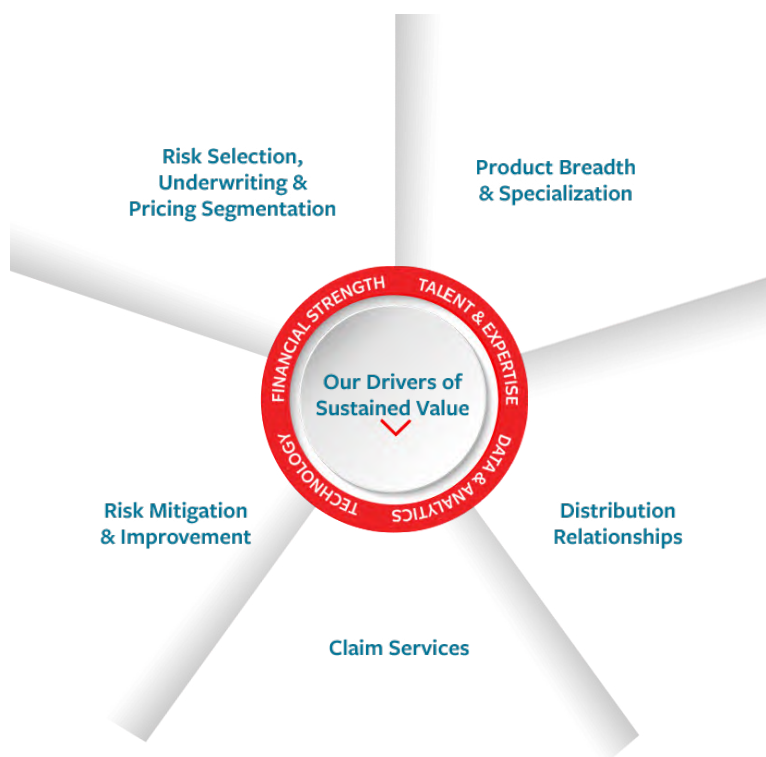 Risk Selection,
Underwriting &
Pricing Segmentation
Product Breadth
& Specialization
FINANCIAL STRENGTH
TALENT & EXPERTISE
Our Drivers of
Sustained Value
TECHNOLOGY
DATA & ANALYTICS
Risk Mitigation
& Improvement
Distribution
Relationships
Claim Services